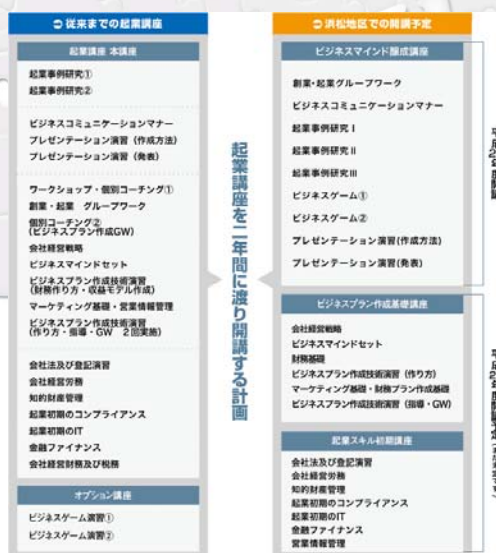 従来までの起業講座
起業講座 本講座
起業事例研究①
起業事例研究②
ビジネスコミュニケーションマナー
プレゼンテーション演習（作成方法）
プレゼンテーション演習（発表）
ワークショップ・個別コーチング①
創業・起業　グループワーク
個別コーチング②
(ビジネスプラン作成GW)
会社経営戦略
ビジネスマインドセット
ビジネスプラン作成技術演習
（財務作り方・収益モデル作成）
マーケティング基礎・営業情報管理
ビジネスプラン作成技術演習
（作り方・指導・GW　２回実施）
会社法及び登記演習
会社経営労務
知的財産管理
起業初期のコンプライアンス
起業初期のIT
金融ファイナンス
会社経営財務及び税務
オプション講座
ビジネスゲーム演習①
ビジネスゲーム演習②
起業講座を二年間に渡り開講する計画
浜松地区での開講予定
ビジネスマインド醸成講座
創業・起業グループワーク
ビジネスコミュニケーションマナー
起業事例研究Ⅰ
起業事例研究Ⅱ
起業事例研究Ⅲ
ビジネスゲーム①
ビジネスゲーム②
プレゼンテーション演習(作成方法)
プレゼンテーション演習(発表)
ビジネスプラン作成基礎講座
会社経営戦略
ビジネスマインドセット
財務基礎
ビジネスプラン作成技術演習（作り方）
マーケティング基礎・財務プラン作成基礎
ビジネスプラン作成技術演習（指導・GW）
起業スキル初期講座
会社法及び登記演習
会社経営労務
知的財産管理
起業初期のコンプライアンス
起業初期のIT
金融ファイナンス
営業情報管理